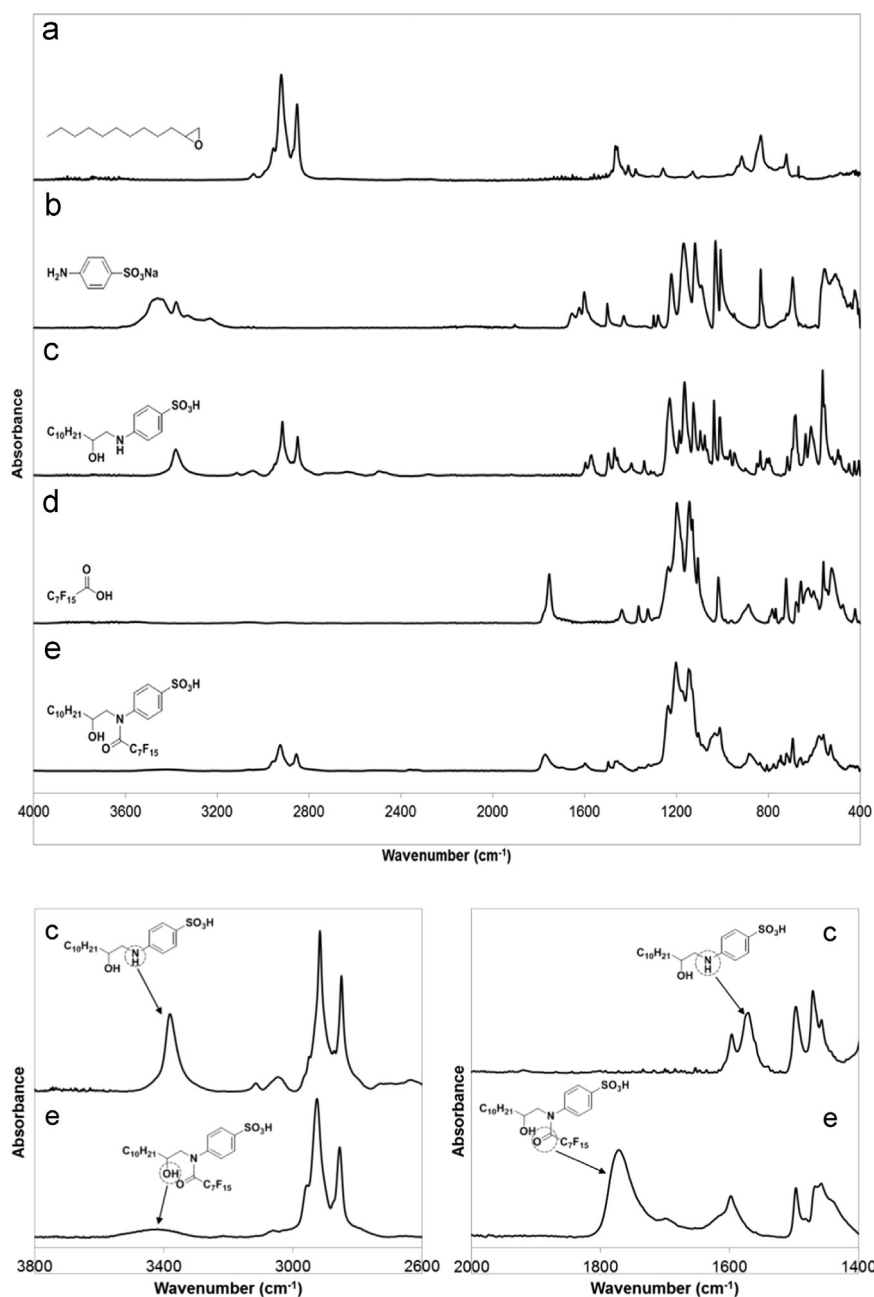 a
O
b
H₂N
SO₃Na
c
SO₃H
C₁₀H₂₁
N
H
OH
d
O
C₇F₁₅
OH
e
SO₃H
C₁₀H₂₁
N
OH
O
C₇F₁₅
Absorbance
4000 3600 3200 2800 2400 2000 1600 1200 800 400
Wavenumber (cm⁻¹)
c
SO₃H
C₁₀H₂₁
N
H
OH
e
SO₃H
C₁₀H₂₁
N
OH
O
C₇F₁₅
Absorbance
3800 3400 3000 2600
Wavenumber (cm⁻¹)
c
SO₃H
C₁₀H₂₁
N
H
OH
e
SO₃H
C₁₀H₂₁
N
OH
O
C₇F₁₅
Absorbance
2000 1800 1600 1400
Wavenumber (cm⁻¹)